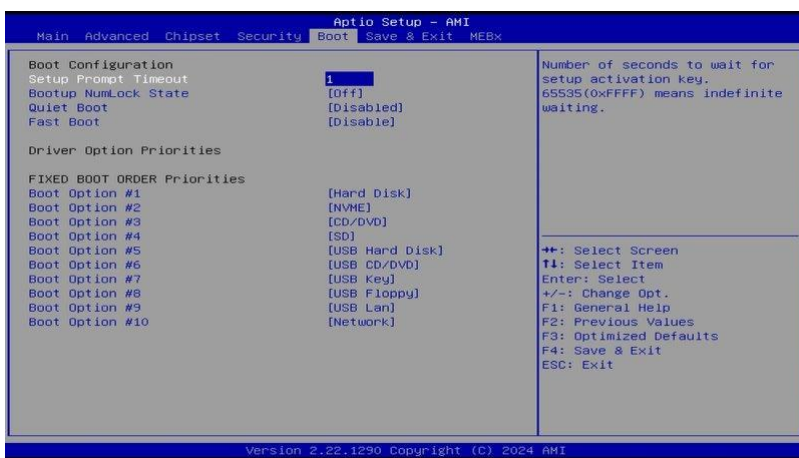 Aptio Setup – AMI
Main Advanced Chipset Security Boot Save & Exit MEBx
Boot Configuration
Setup Prompt Timeout 1
Bootup NumLock State [Off]
Quiet Boot [Disabled]
Fast Boot [Disable]
Driver Option Priorities
FIXED BOOT ORDER Priorities
Boot Option #1 [Hard Disk]
Boot Option #2 [NVME]
Boot Option #3 [CD/DVD]
Boot Option #4 [SD]
Boot Option #5 [USB Hard Disk]
Boot Option #6 [USB CD/DVD]
Boot Option #7 [USB Key]
Boot Option #8 [USB Floppy]
Boot Option #9 [USB Lan]
Boot Option #10 [Network]
Number of seconds to wait for
setup activation key.
65535(0xFFFF) means indefinite
waiting.
→←: Select Screen
↑↓: Select Item
Enter: Select
+/-: Change Opt.
F1: General Help
F2: Previous Values
F3: Optimized Defaults
F4: Save & Exit
ESC: Exit
Version 2.22.1290 Copyright (C) 2024 AMI